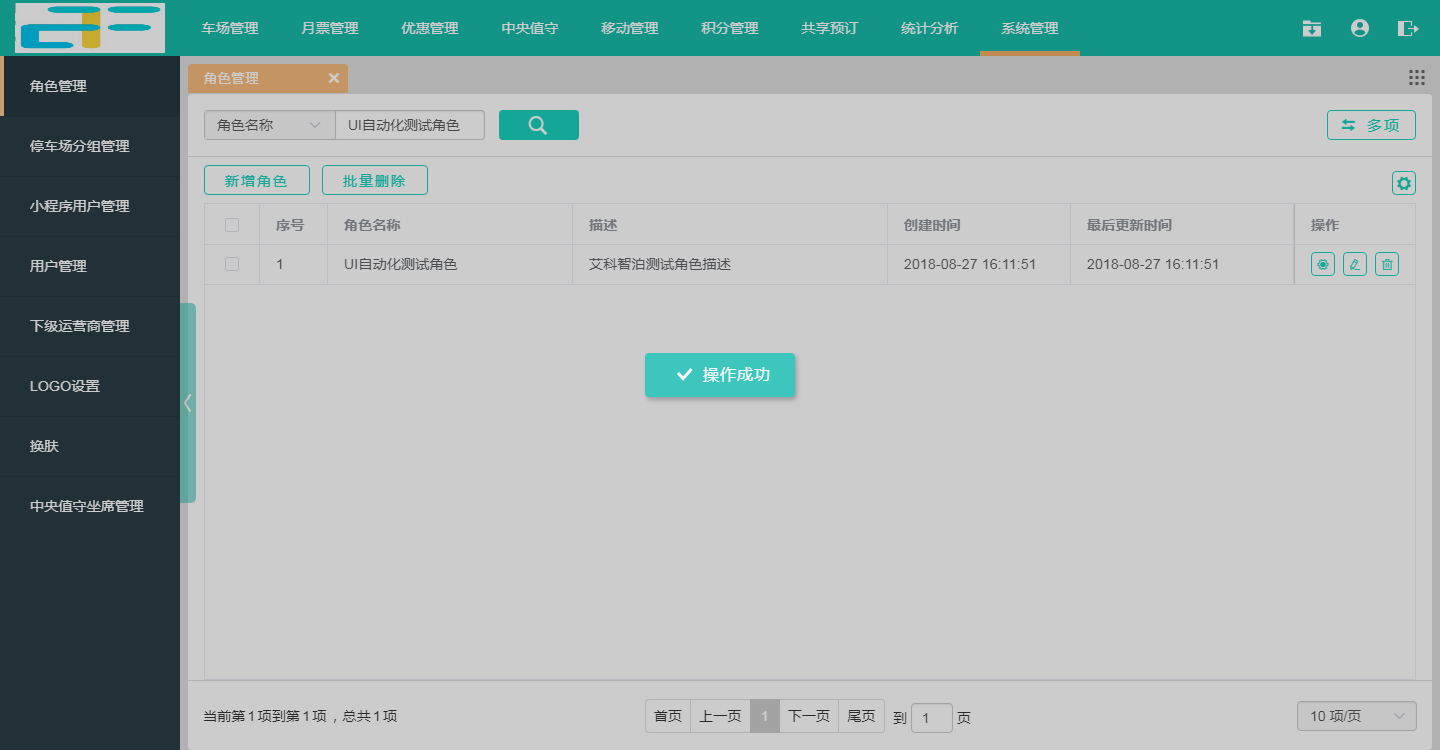 车场管理 月票管理 优惠管理 中央值守 移动管理 积分管理 共享预订 统计分析 系统管理
角色管理
停车场分组管理
小程序用户管理
用户管理
下级运营商管理
LOGO设置
换肤
中央值守坐席管理
角色管理
角色名称 UI自动化测试角色 多项
新增角色 批量删除
序号 角色名称 描述 创建时间 最后更新时间 操作
1 UI自动化测试角色 艾科智泊测试角色描述 2018-08-27 16:11:51 2018-08-27 16:11:51
操作成功
当前第1项到第1项，总共1项 首页 上一页 1 下一页 尾页 到 1 页 10 项/页